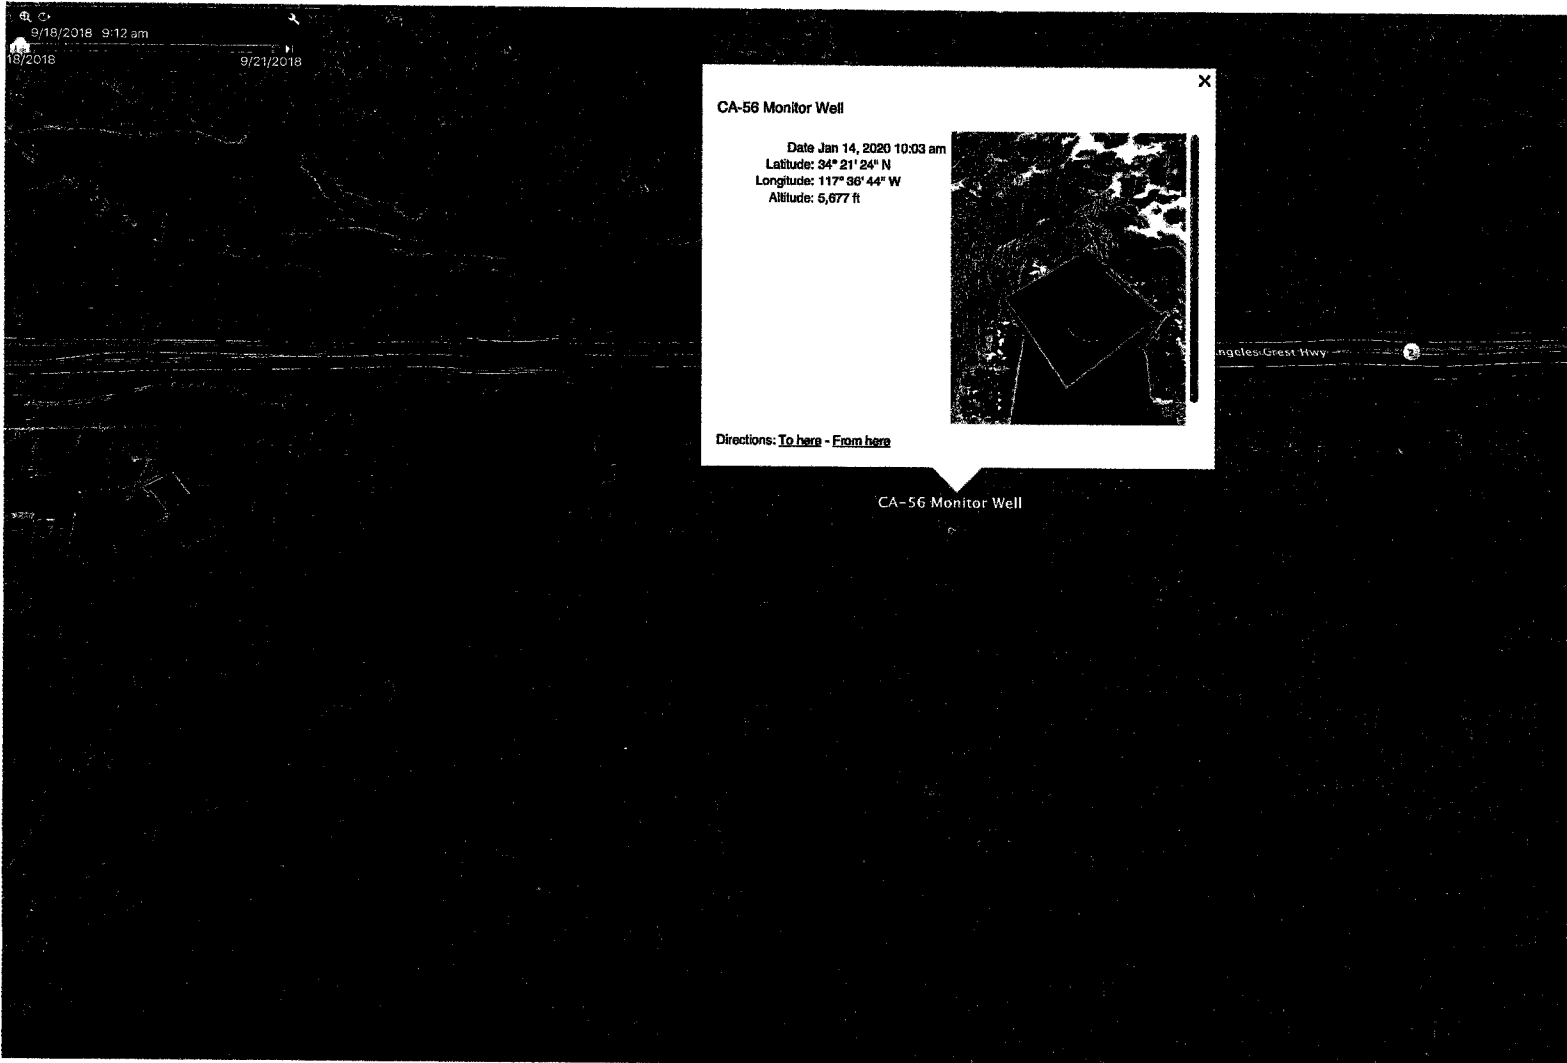 9/18/2018 9:12 am
18/2018 9/21/2018
CA-56 Monitor Well
Date Jan 14, 2020 10:03 am
Latitude: 34° 21' 24" N
Longitude: 117° 36' 44" W
Altitude: 5,677 ft
ngeles Crest Hwy 2
Directions: To here - From here
CA-56 Monitor Well